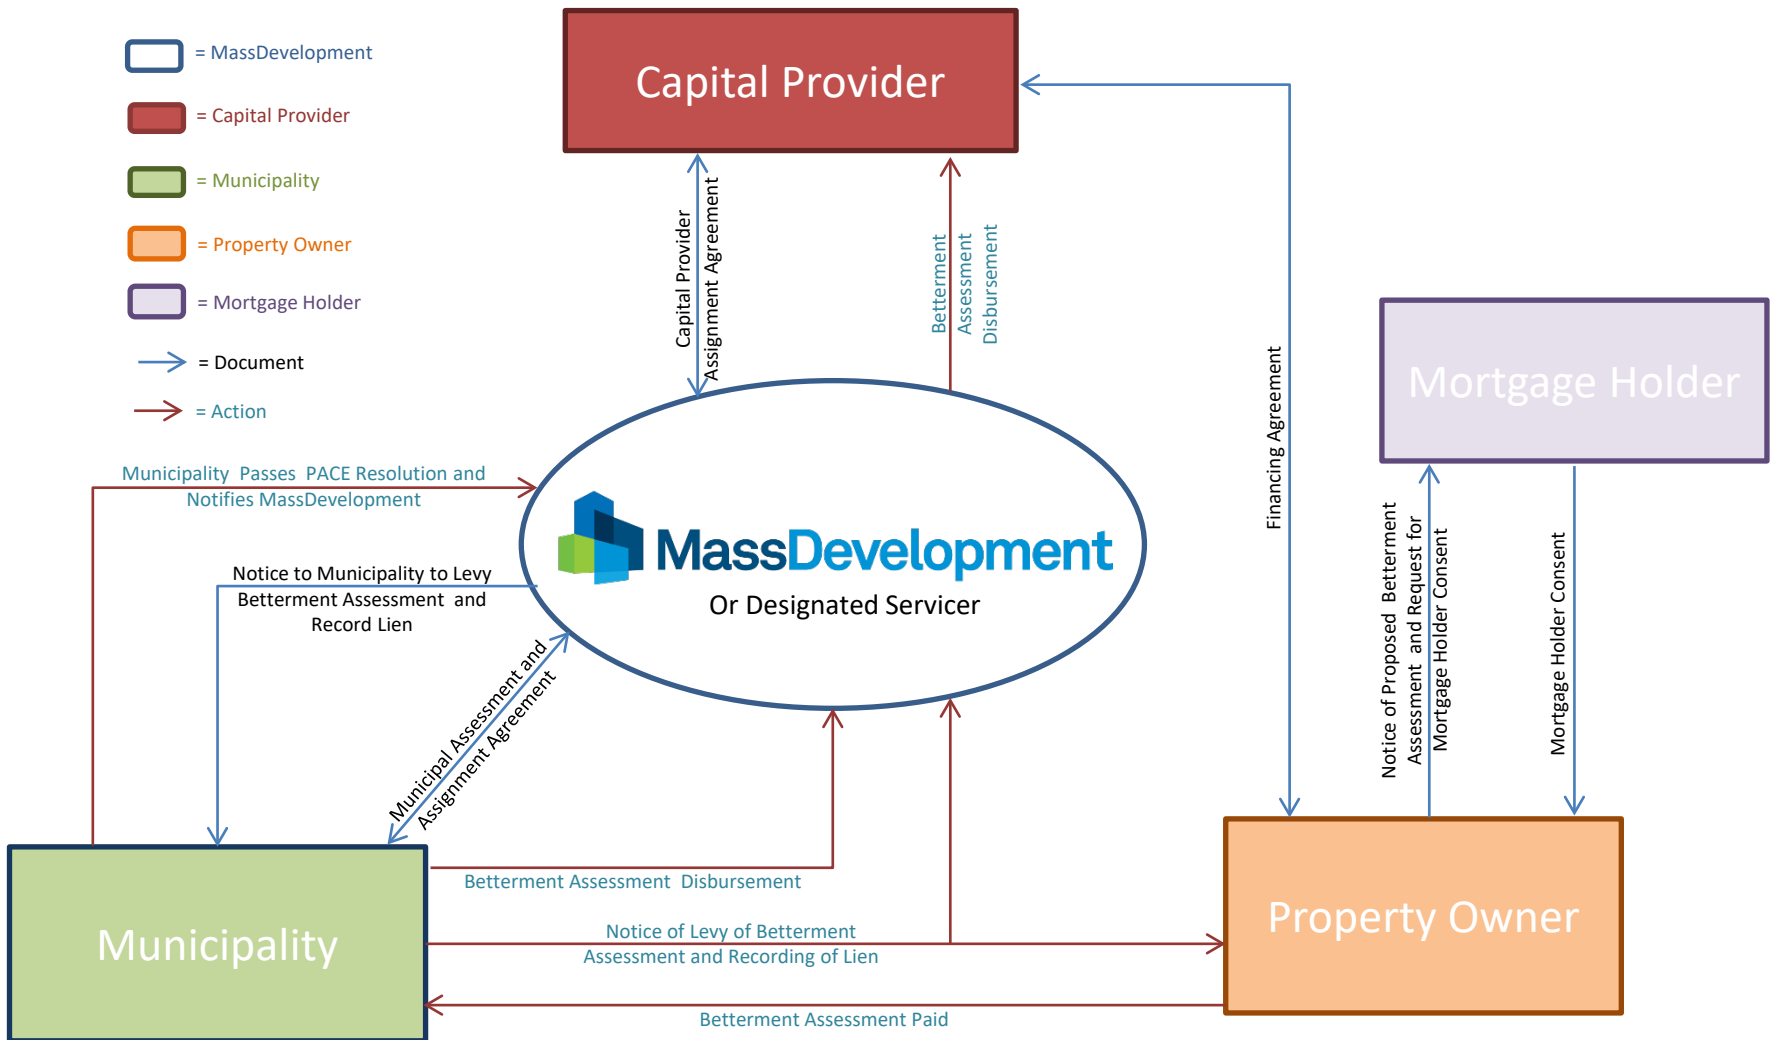 = MassDevelopment
= Capital Provider
= Municipality
= Property Owner
= Mortgage Holder
= Document
= Action
Capital Provider
Capital Provider
Assignment Agreement
Betterment
Assessment
Disbursement
Financing Agreement
Mortgage Holder
Notice of Proposed Betterment
Assessment and Request for
Mortgage Holder Consent
Mortgage Holder Consent
Municipality Passes PACE Resolution and
Notifies MassDevelopment
MassDevelopment
Or Designated Servicer
Notice to Municipality to Levy
Betterment Assessment and
Record Lien
Municipal Assessment and
Assignment Agreement
Municipality
Betterment Assessment Disbursement
Notice of Levy of Betterment
Assessment and Recording of Lien
Betterment Assessment Paid
Property Owner